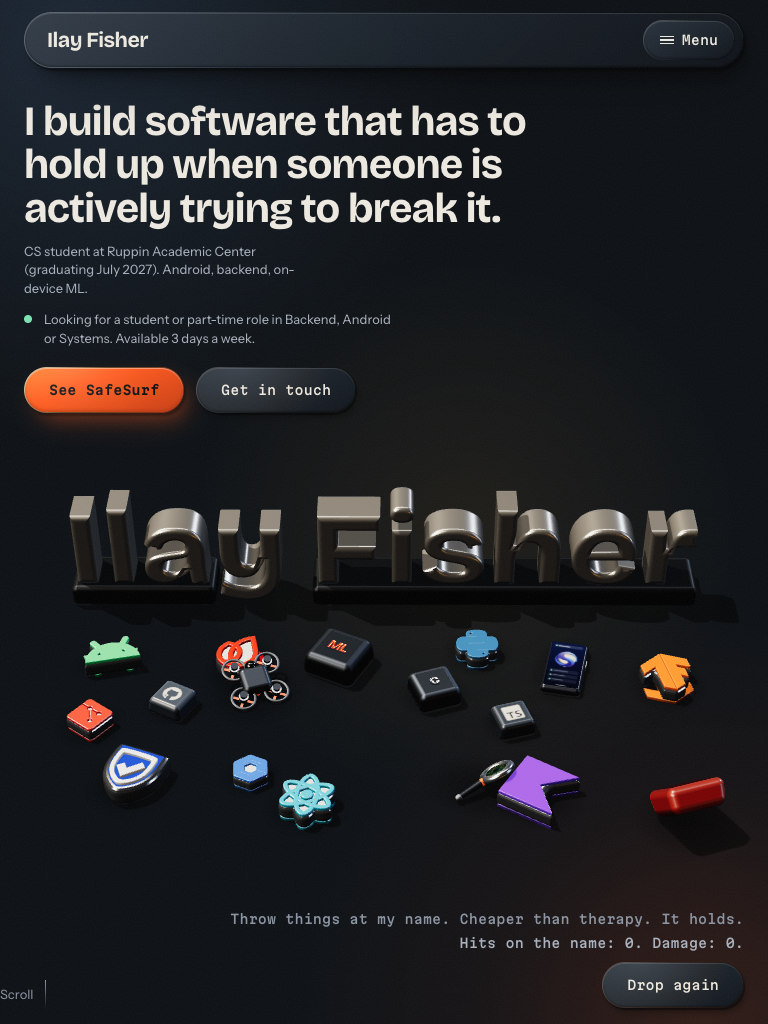 Ilay Fisher
Menu
I build software that has to
hold up when someone is
actively trying to break it.
CS student at Ruppin Academic Center
(graduating July 2027). Android, backend, on-
device ML.
Looking for a student or part-time role in Backend, Android
or Systems. Available 3 days a week.
See SafeSurf
Get in touch
Ilay Fisher
ML
C
TS
Throw things at my name. Cheaper than therapy. It holds.
Hits on the name: 0. Damage: 0.
Scroll
Drop again